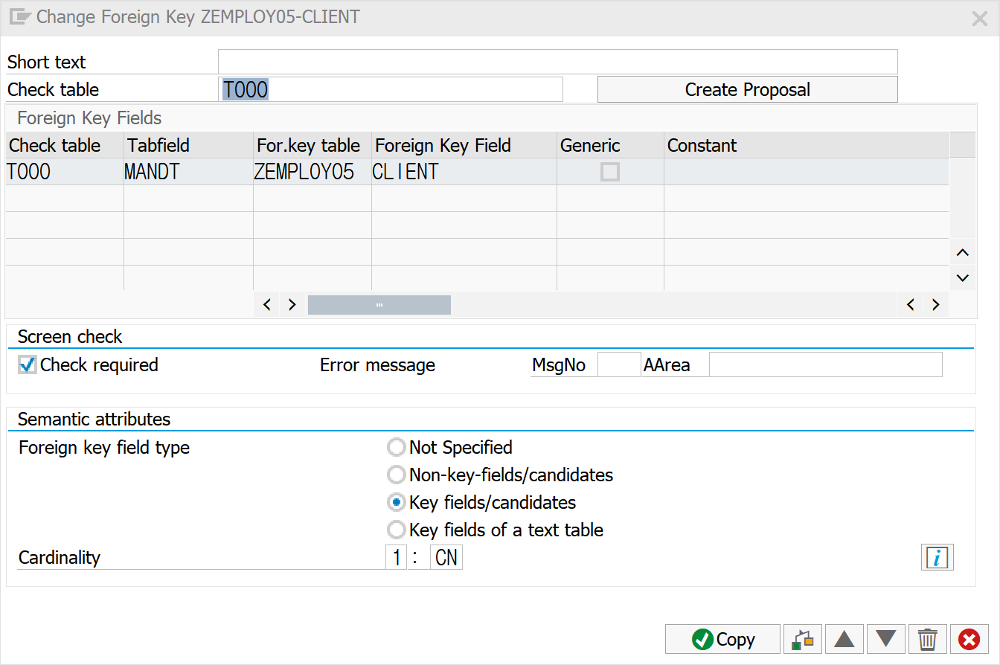 Change Foreign Key ZEMPLOY05-CLIENT
Short text
Check table T000 Create Proposal
Foreign Key Fields
Check table Tabfield For.key table Foreign Key Field Generic Constant
T000 MANDT ZEMPLOY05 CLIENT
Screen check
Check required Error message MsgNo AArea
Semantic attributes
Foreign key field type Not Specified
Non-key-fields/candidates
Key fields/candidates
Key fields of a text table
Cardinality 1 : CN i
Copy